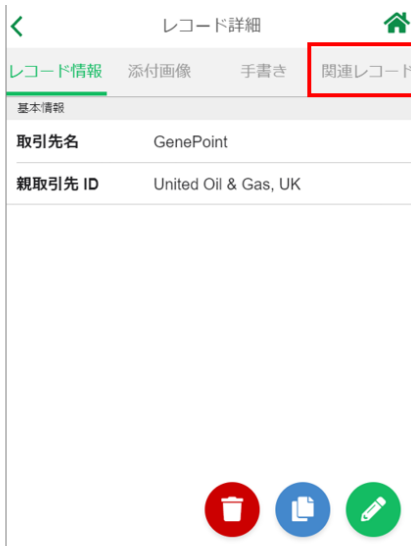 レコード詳細
レコード情報 添付画像 手書き 関連レコード
基本情報
取引先名 GenePoint
親取引先 ID United Oil & Gas, UK